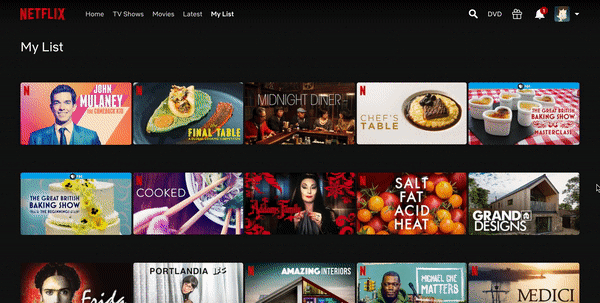 NETFLIX
Home
TV Shows
Movies
Latest
My List
DVD
My List
N
JOHN
MULANEY
THE COMEBACK KID
N
FINAL TABLE
MIDNIGHT DINER
N
CHEF'S
TABLE
THE GREAT BRITISH
BAKING SHOW
MASTERCLASS
THE GREAT BRITISH
BAKING SHOW
N
COOKED
N
SALT
FAT
ACID
HEAT
GRAND
DESIGNS
Frida
PORTLANDIA
N
AMAZING INTERIORS
N
MICHAEL CHE
MATTERS
N
MEDICI